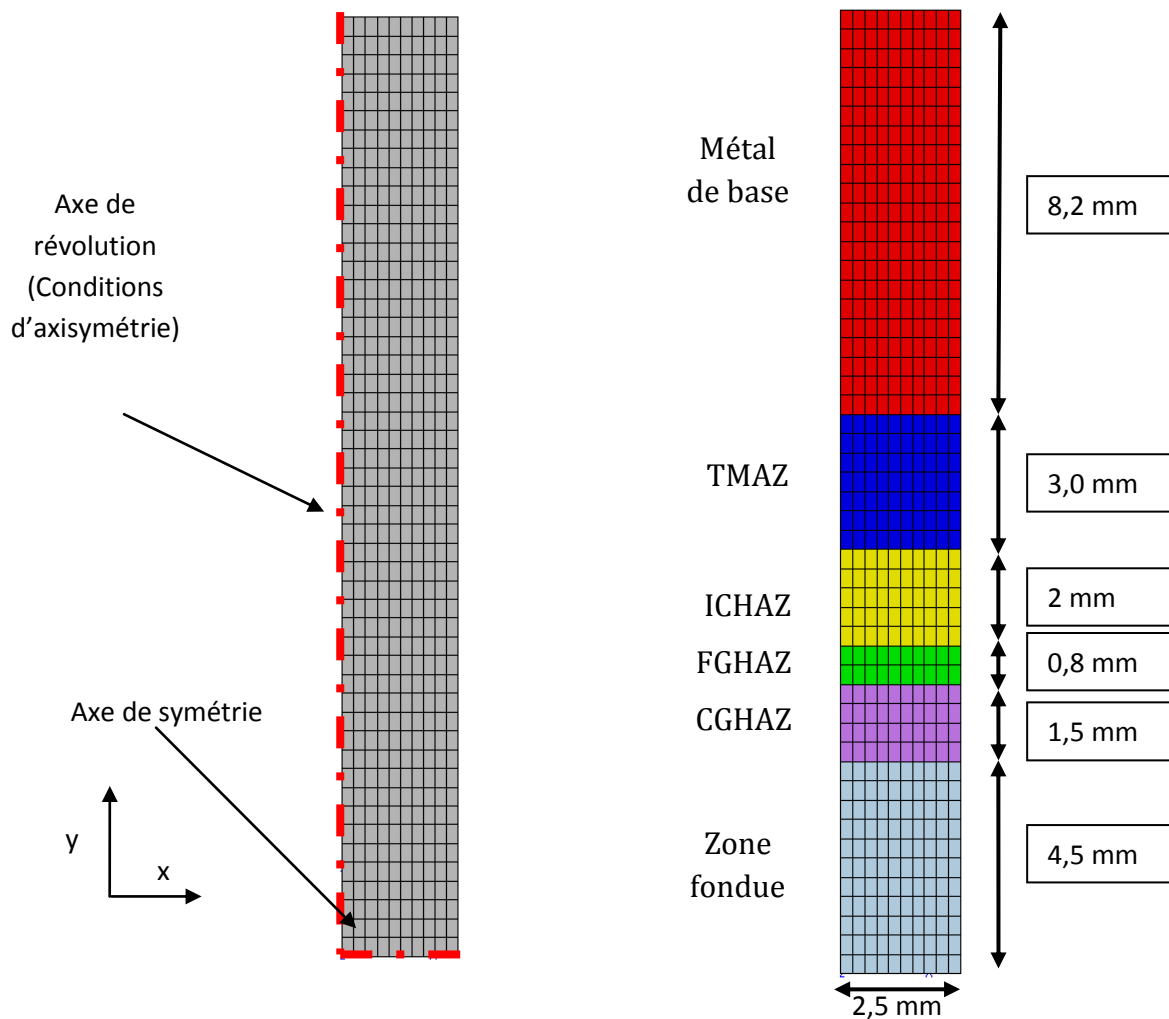 Axe de
révolution
(Conditions
d’axisymétrie)
Axe de symétrie
y
x
Métal
de base
8,2 mm
TMAZ
3,0 mm
ICHAZ
2 mm
FGHAZ
0,8 mm
CGHAZ
1,5 mm
Zone
fondue
4,5 mm
2,5 mm